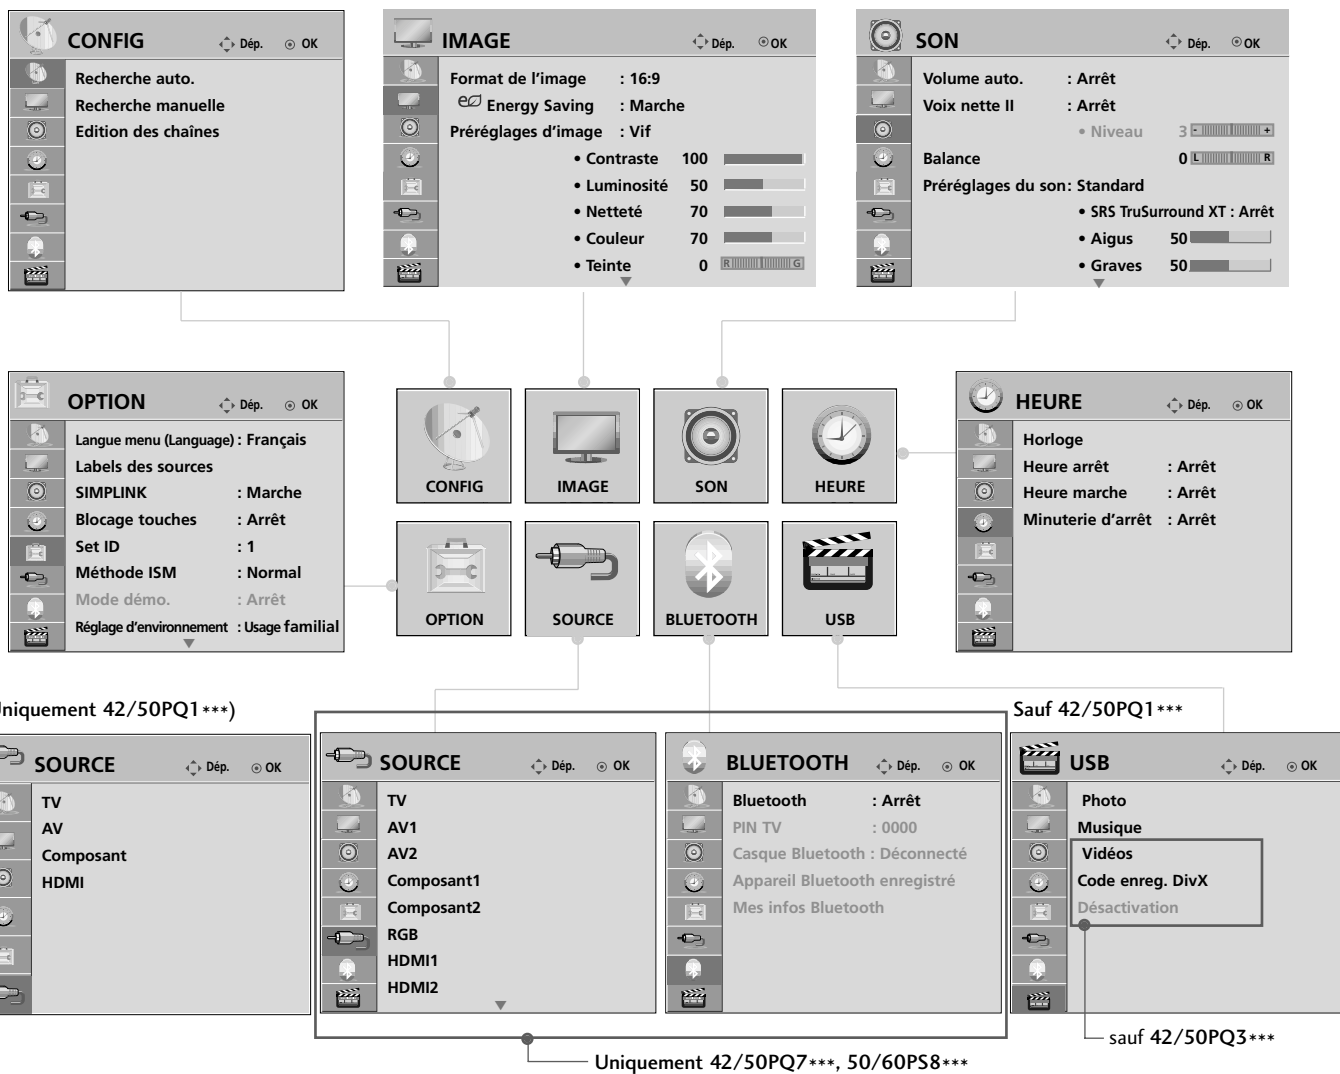 CONFIG Dép. OK
Recherche auto.
Recherche manuelle
Edition des chaînes
IMAGE Dép. OK
Format de l'image : 16:9
eco Energy Saving : Marche
Préréglages d'image : Vif
• Contraste 100
• Luminosité 50
• Netteté 70
• Couleur 70
• Teinte 0 R G
SON Dép. OK
Volume auto. : Arrêt
Voix nette II : Arrêt
• Niveau 3 - +
Balance 0 L R
Préréglages du son: Standard
• SRS TruSurround XT : Arrêt
• Aigus 50
• Graves 50
OPTION Dép. OK
Langue menu (Language) : Français
Labels des sources
SIMPLINK : Marche
Blocage touches : Arrêt
Set ID : 1
Méthode ISM : Normal
Mode démo. : Arrêt
Réglage d'environnement : Usage familial
CONFIG
IMAGE
SON
HEURE
OPTION
SOURCE
BLUETOOTH
USB
HEURE Dép. OK
Horloge
Heure arrêt : Arrêt
Heure marche : Arrêt
Minuterie d'arrêt : Arrêt
niquement 42/50PQ1***)
SOURCE Dép. OK
TV
AV
Composant
HDMI
SOURCE Dép. OK
TV
AV1
AV2
Composant1
Composant2
RGB
HDMI1
HDMI2
BLUETOOTH Dép. OK
Bluetooth : Arrêt
PIN TV : 0000
Casque Bluetooth : Déconnecté
Appareil Bluetooth enregistré
Mes infos Bluetooth
Sauf 42/50PQ1***
USB Dép. OK
Photo
Musique
Vidéos
Code enreg. DivX
Désactivation
sauf 42/50PQ3***
Uniquement 42/50PQ7***, 50/60PS8***